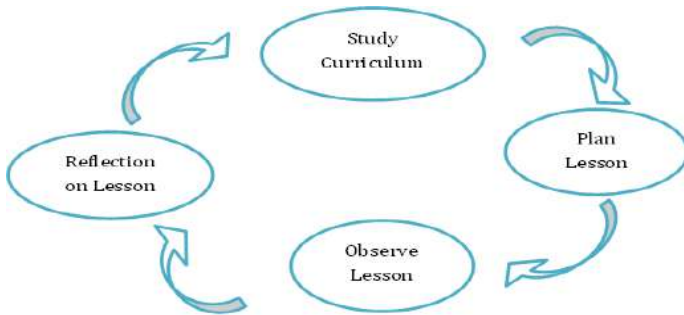 Study
Curriculum
Plan
Lesson
Observe
Lesson
Reflection
on Lesson